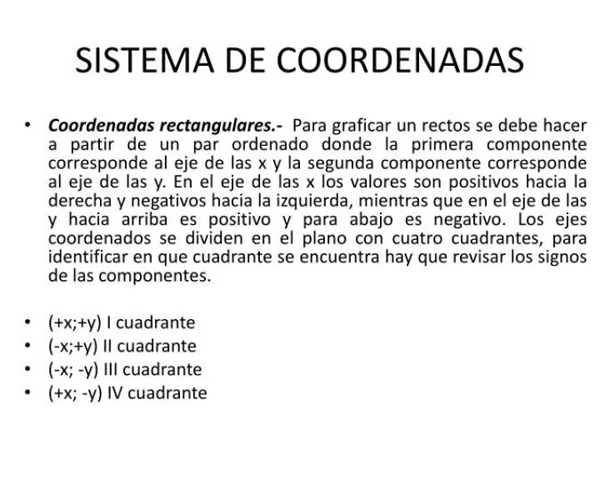 SISTEMA DE COORDENADAS
• Coordenadas rectangulares.- Para graficar un rectos se debe hacer
a partir de un par ordenado donde la primera componente
corresponde al eje de las x y la segunda componente corresponde
al eje de las y. En el eje de las x los valores son positivos hacia la
derecha y negativos hacia la izquierda, mientras que en el eje de las
y hacia arriba es positivo y para abajo es negativo. Los ejes
coordenados se dividen en el plano con cuatro cuadrantes, para
identificar en que cuadrante se encuentra hay que revisar los signos
de las componentes.
• (+x;+y) I cuadrante
• (-x;+y) II cuadrante
• (-x; -y) III cuadrante
• (+x; -y) IV cuadrante